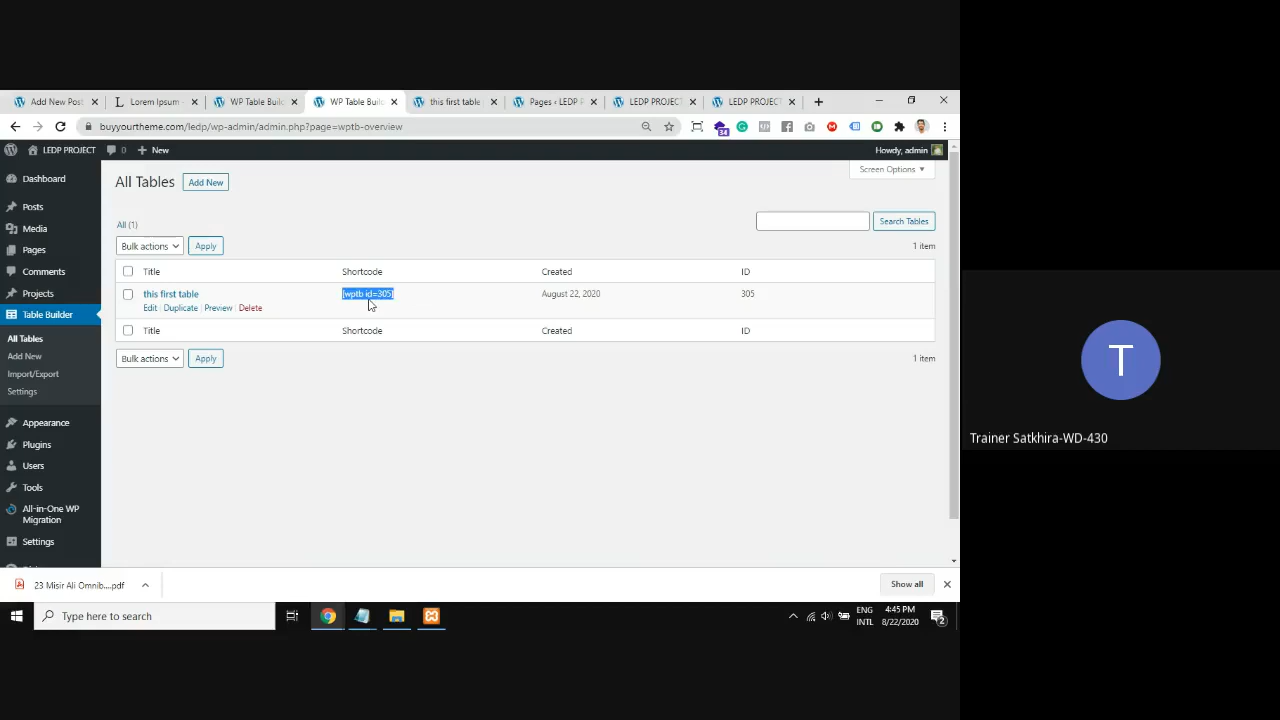 Add New Pos
Lorem Ipsum
WP Table Buil
WP Table Buil
this first table
Pages ‹ LEDP P
LEDP PROJECT
LEDP PROJECT
buyyourtheme.com/ledp/wp-admin/admin.php?page=wptb-overview
34
LEDP PROJECT
0
New
Howdy, admin
Dashboard
Posts
Media
Pages
Comments
Projects
Table Builder
All Tables
Add New
Import/Export
Settings
Appearance
Plugins
Users
Tools
All-in-One WP
Migration
Settings
All Tables
Add New
Screen Options
All (1)
Search Tables
Bulk actions
Apply
1 item
Title Shortcode Created ID
this first table [wptb id=305] August 22, 2020 305
Edit | Duplicate | Preview | Delete
Title Shortcode Created ID
Bulk actions
Apply
1 item
T
Trainer Satkhira-WD-430
23 Misir Ali Omnib....pdf
Show all
Type here to search
ENG
INTL
4:45 PM
8/22/2020
2